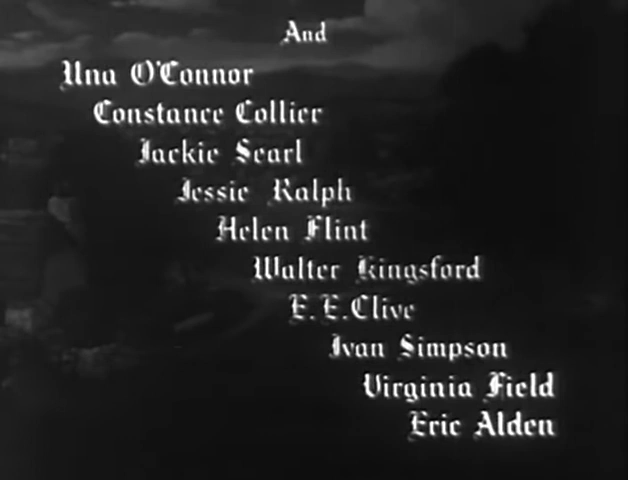 And
Una O'Connor
Constance Collier
Jackie Searl
Jessie Ralph
Helen Flint
Walter Kingsford
E. E. Clive
Ivan Simpson
Virginia Field
Eric Alden